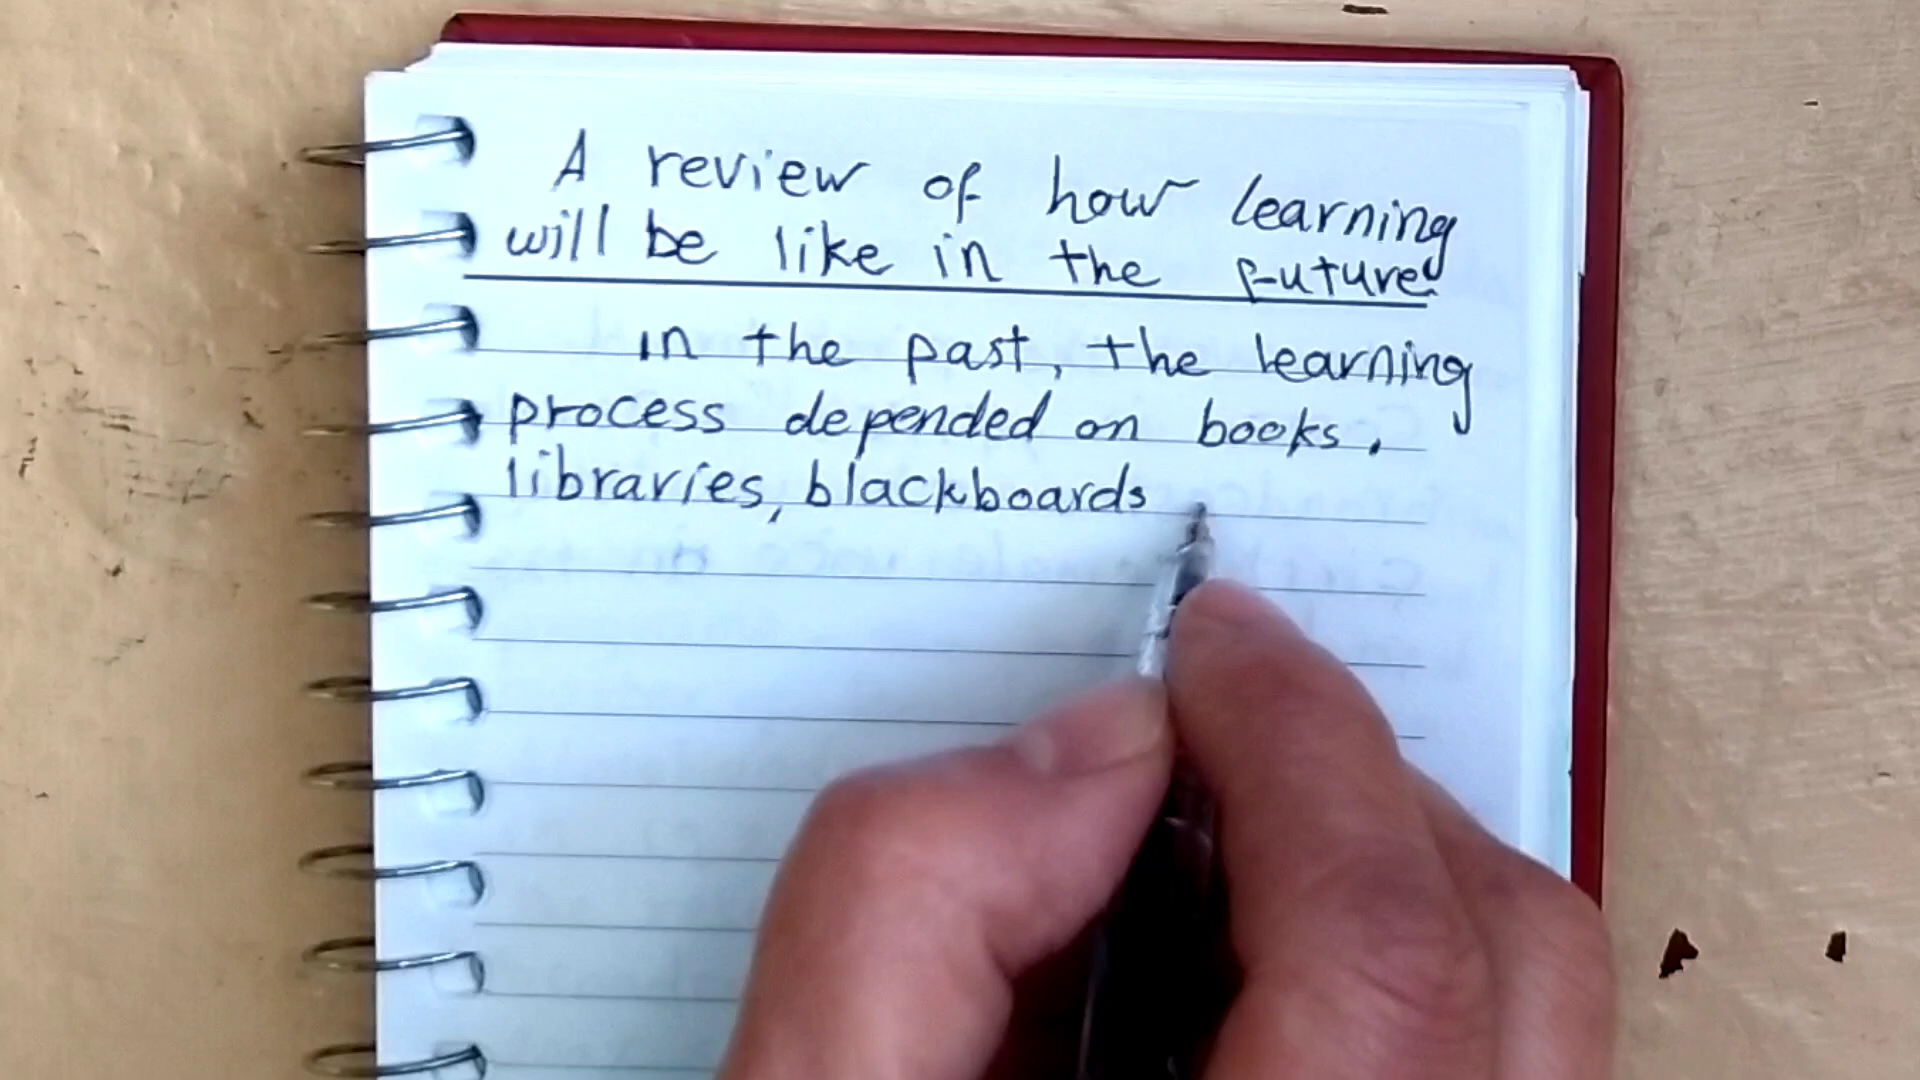 A review of how learning
will be like in the future
in the past, the learning
process depended on books,
libraries, blackboards